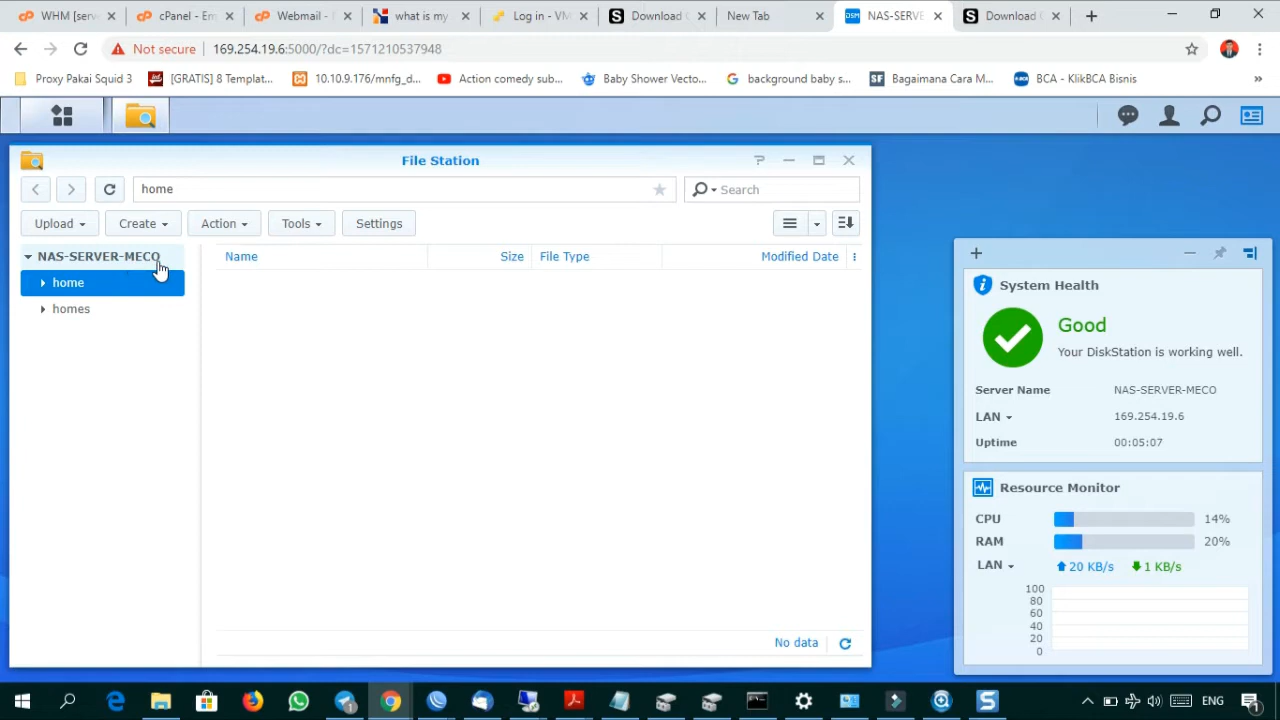 WHM [serv
cPanel - Em
Webmail - F
what is my
Log in - VM
Download G
New Tab
DSM
NAS-SERVE
Download G
Not secure
169.254.19.6:5000/?dc=1571210537948
Proxy Pakai Squid 3
[GRATIS] 8 Templat...
10.10.9.176/mnfg_d...
Action comedy sub...
Baby Shower Vecto...
background baby s...
SF
Bagaimana Cara M...
BCA - KlikBCA Bisnis
File Station
home
Search
Upload
Create
Action
Tools
Settings
NAS-SERVER-MECO
home
homes
Name
Size
File Type
Modified Date
No data
System Health
Good
Your DiskStation is working well.
Server Name
NAS-SERVER-MECO
LAN
169.254.19.6
Uptime
00:05:07
Resource Monitor
CPU
14%
RAM
20%
LAN
20 KB/s
1 KB/s
100
80
60
40
20
0
ENG